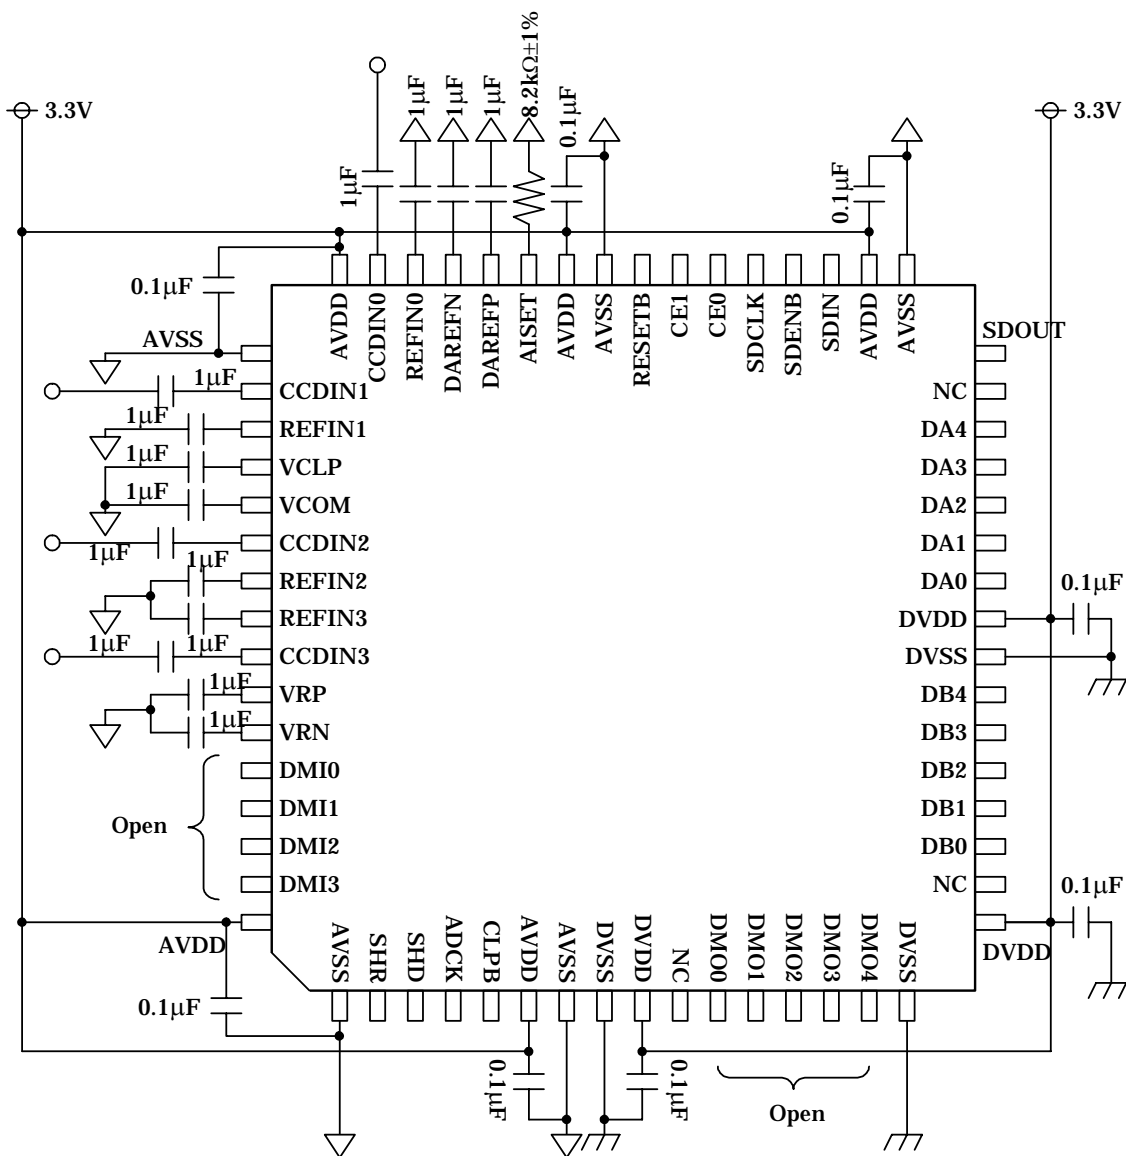 3.3V
1µF
1µF
1µF
1µF
8.2kΩ±1%
0.1µF
0.1µF
3.3V
0.1µF
AVDD
CCDIN0
REFIN0
DAREFN
DAREFP
AISET
AVDD
AVSS
RESETB
CE1
CE0
SDCLK
SDENB
SDIN
AVDD
AVSS
AVSS
SDOUT
1µF
CCDIN1
NC
1µF
REFIN1
DA4
1µF
VCLP
DA3
1µF
VCOM
DA2
1µF
CCDIN2
DA1
1µF
REFIN2
DA0
0.1µF
REFIN3
DVDD
1µF
1µF
CCDIN3
DVSS
1µF
VRP
DB4
1µF
VRN
DB3
DMI0
DB2
Open
DMI1
DB1
DMI2
DB0
DMI3
NC
0.1µF
AVDD
DVDD
AVSS
SHR
SHD
ADCK
CLPB
AVDD
AVSS
DVSS
DVDD
NC
DMO0
DMO1
DMO2
DMO3
DMO4
DVSS
0.1µF
0.1µF
0.1µF
Open